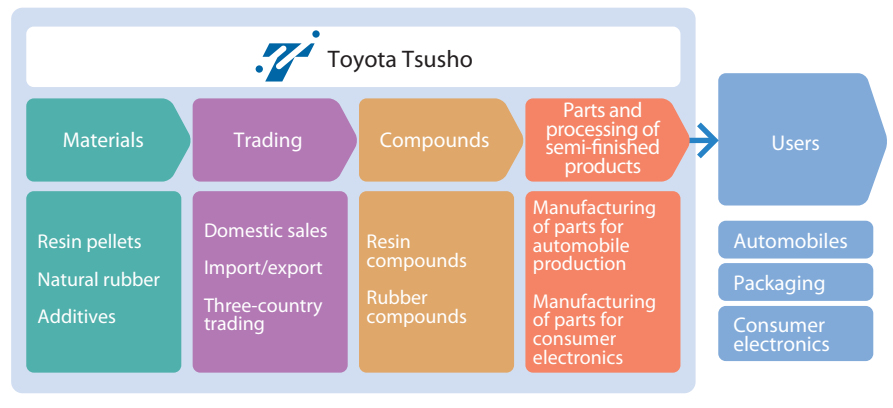 Toyota Tsusho
Materials
Trading
Compounds
Parts and
processing of
semi-finished
products
Users
Resin pellets
Natural rubber
Additives
Domestic sales
Import/export
Three-country
trading
Resin
compounds
Rubber
compounds
Manufacturing
of parts for
automobile
production
Manufacturing
of parts for
consumer
electronics
Automobiles
Packaging
Consumer
electronics